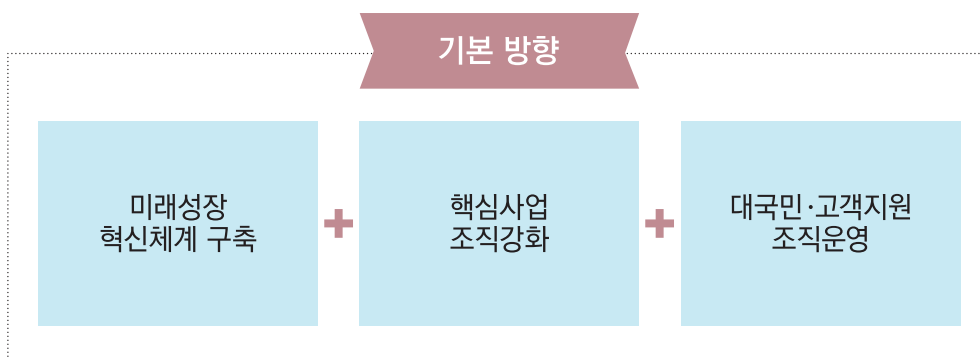 기본 방향
미래성장
혁신체계 구축
+
핵심사업
조직강화
+
대국민·고객지원
조직운영